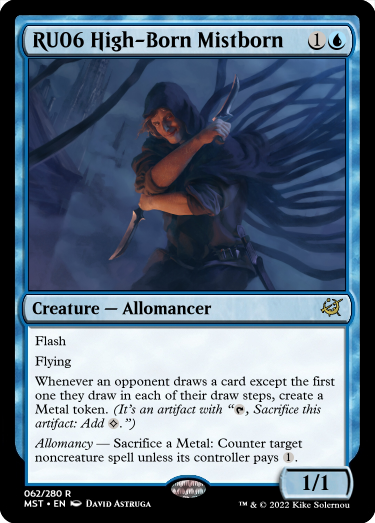 RU06 High-Born Mistborn 1
Creature — Allomancer
Flash
Flying
Whenever an opponent draws a card except the first
one they draw in each of their draw steps, create a
Metal token. (It's an artifact with “, Sacrifice this
artifact: Add .”)
Allomancy — Sacrifice a Metal: Counter target
noncreature spell unless its controller pays 1.
1/1
062/280 R
MST • EN DAVID ASTRUGA
™ & © 2022 Kike Solernou